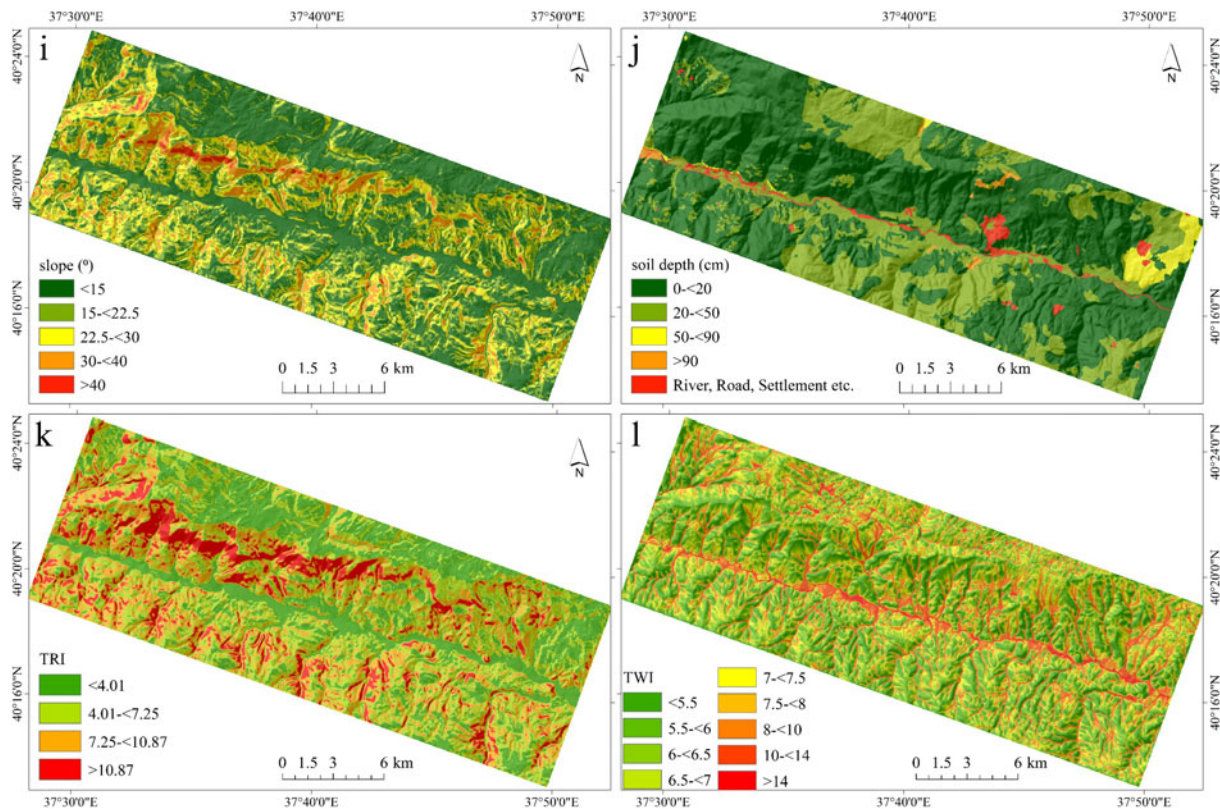 37°30'0"E 37°40'0"E 37°50'0"E
37°30'0"E 37°40'0"E 37°50'0"E
i
40°24'0"N
40°20'0"N
40°16'0"N
N
slope (º)
<15
15-<22.5
22.5-<30
30-<40
>40
0 1.5 3 6 km
j
40°24'0"N
40°20'0"N
40°16'0"N
N
soil depth (cm)
0-<20
20-<50
50-<90
>90
River, Road, Settlement etc.
0 1.5 3 6 km
k
40°24'0"N
40°20'0"N
40°16'0"N
N
TRI
<4.01
4.01-<7.25
7.25-<10.87
>10.87
0 1.5 3 6 km
l
40°24'0"N
40°20'0"N
40°16'0"N
N
TWI
<5.5
5.5-<6
6-<6.5
6.5-<7
7-<7.5
7.5-<8
8-<10
10-<14
>14
0 1.5 3 6 km
37°30'0"E 37°40'0"E 37°50'0"E
37°30'0"E 37°40'0"E 37°50'0"E